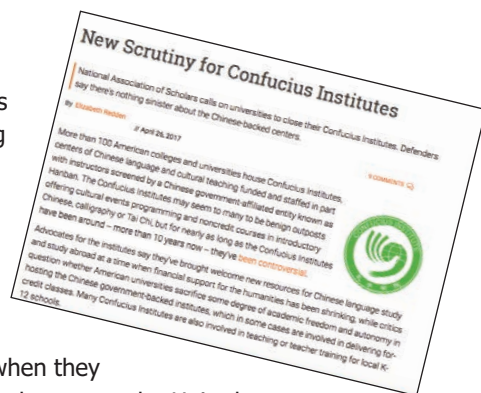 New Scrutiny for Confucius Institutes
National Association of Scholars calls on universities to close their Confucius Institutes. Defenders
say there's nothing sinister about the Chinese-backed centers.
By Elizabeth Redden
// April 26, 2017
9 COMMENTS
More than 100 American colleges and universities house Confucius Institutes,
centers of Chinese language and cultural teaching funded and staffed in part
with instructors screened by a Chinese government-affiliated entity known as
Hanban. The Confucius Institutes may seem to many to be benign outposts
offering cultural events programming and noncredit courses in introductory
Chinese, calligraphy or Tai Chi, but for nearly as long as the Confucius Institutes
have been around – more than 10 years now – they've been controversial.
Advocates for the institutes say they've brought welcome new resources for Chinese language study
and study abroad at a time when financial support for the humanities has been shrinking, while critics
question whether American universities sacrifice some degree of academic freedom and autonomy in
hosting the Chinese government-backed institutes, which in some cases are involved in delivering for-
credit classes. Many Confucius Institutes are also involved in teaching or teacher training for local K-
12 schools.
s
g
when they